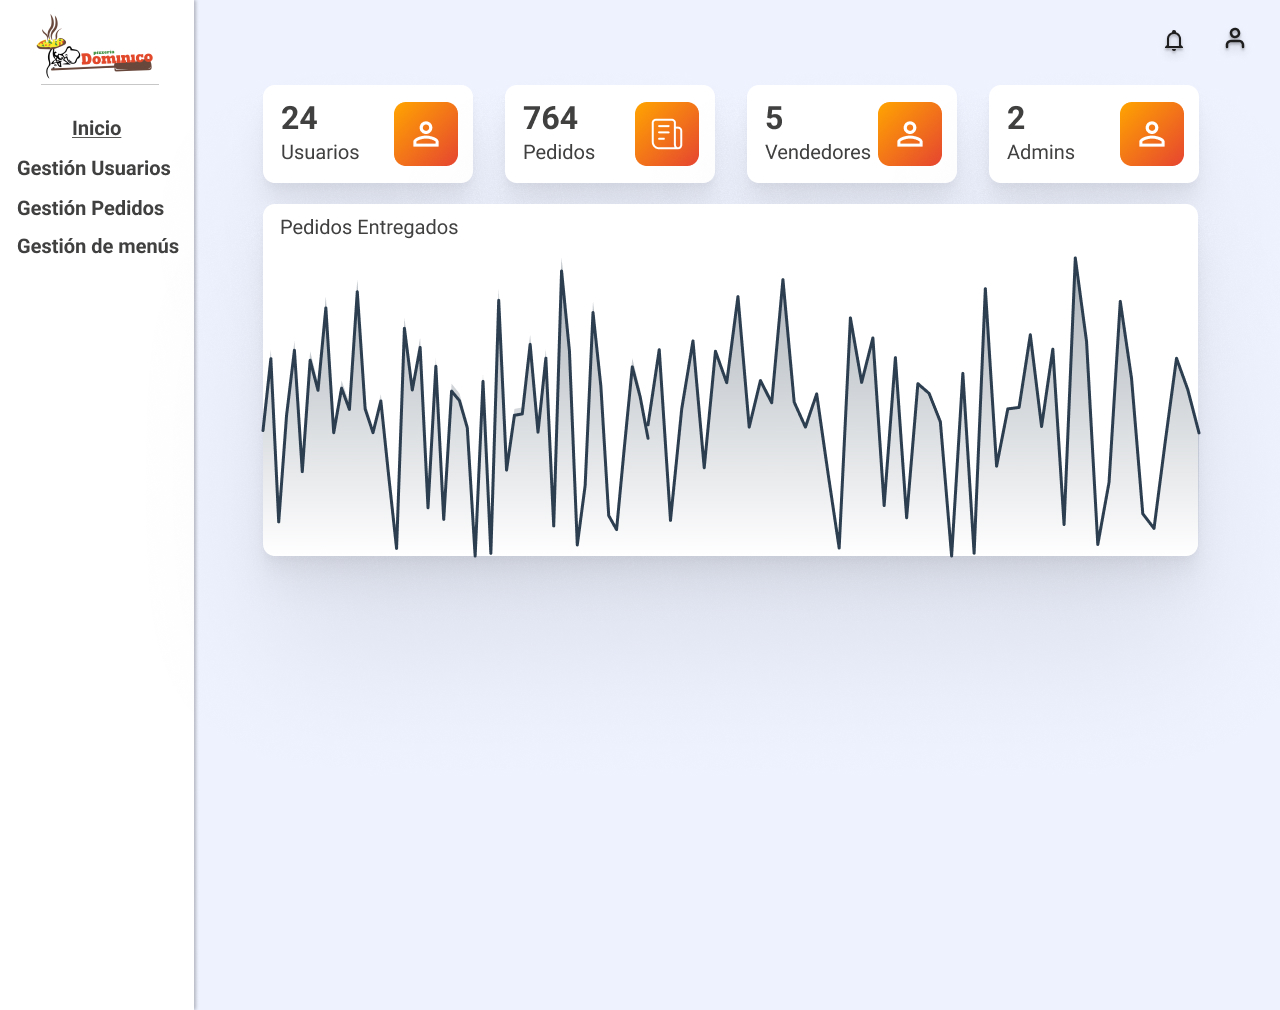 pizzeria
Dominico
Inicio
Gestión Usuarios
Gestión Pedidos
Gestión de menús
24
Usuarios
764
Pedidos
5
Vendedores
2
Admins
Pedidos Entregados